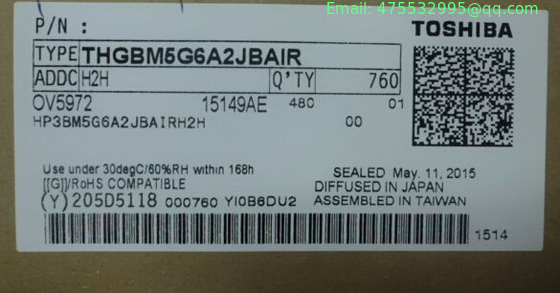 Email: 475532995@qq.com
P/N :
TOSHIBA
TYPE THGBM5G6A2JBAIR
ADDC H2H Q'TY 760
OV5972 15149AE 480 01
HP3BM5G6A2JBAIRH2H 00
Use under 30degC/60%RH within 168h
SEALED May. 11, 2015
[[G]]/RoHS COMPATIBLE
DIFFUSED IN JAPAN
(Y) 205D5118 000760 YI0B6DU2
ASSEMBLED IN TAIWAN
1514